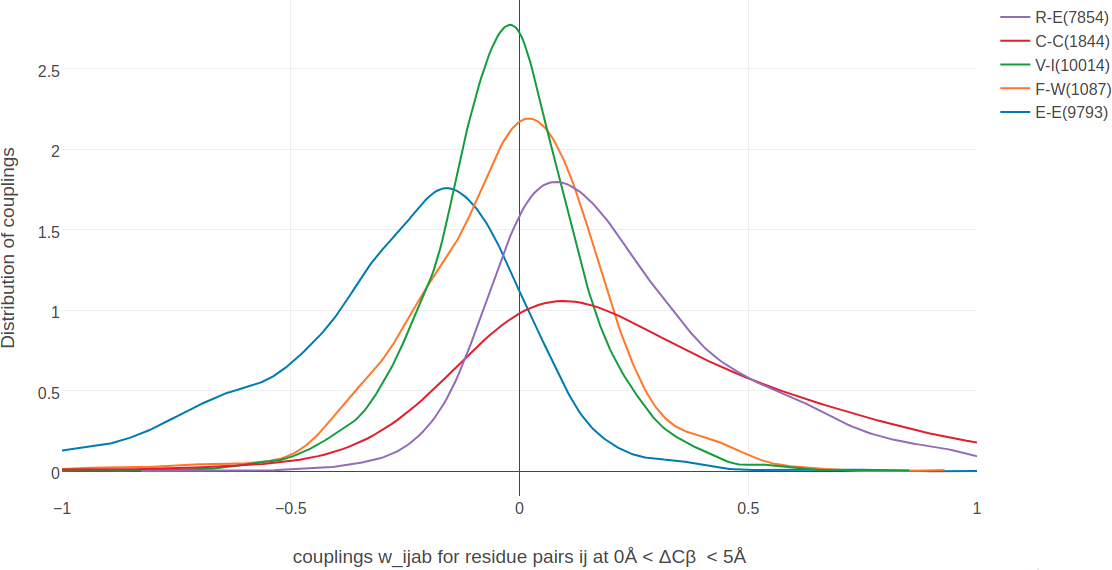 R-E(7854)
C-C(1844)
V-I(10014)
F-W(1087)
E-E(9793)
Distribution of couplings
2.5
2
1.5
1
0.5
0
−1
−0.5
0
0.5
1
couplings w_ijab for residue pairs ij at 0Å < ΔCβ < 5Å